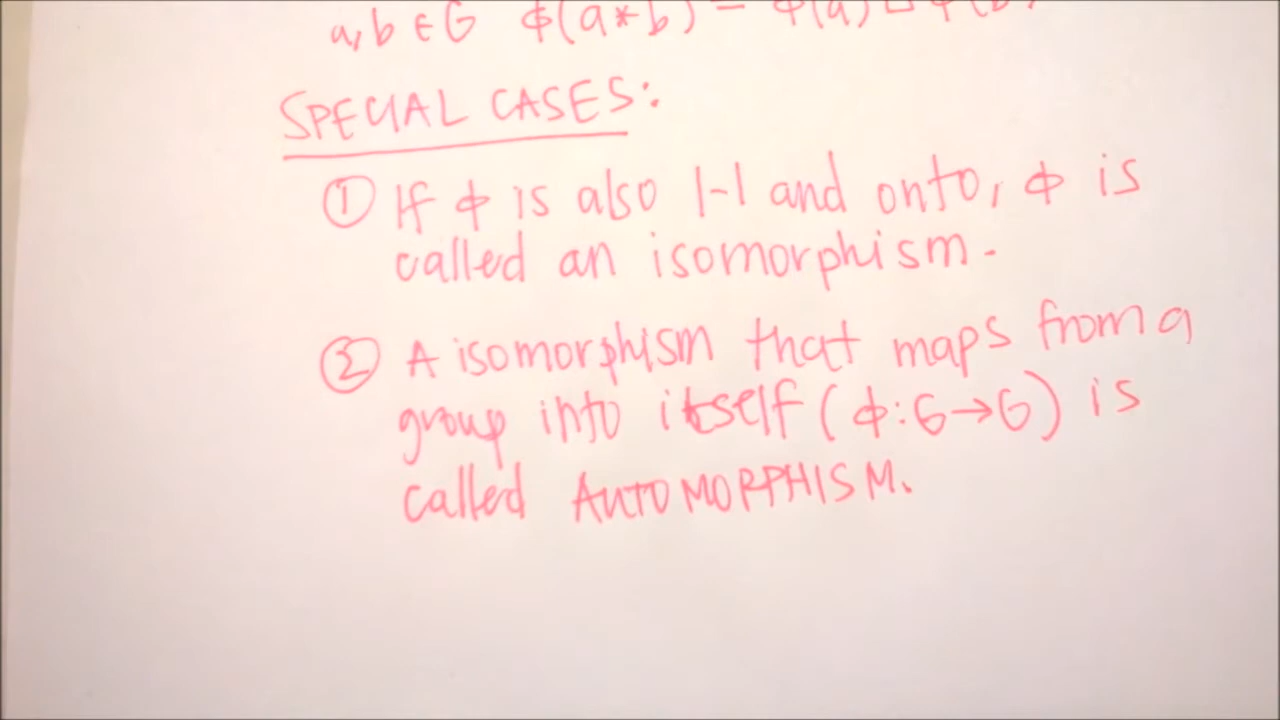 a, b ∈ G ϕ(a*b) = ϕ(a) □ ϕ(b)
SPECIAL CASES:
① If ϕ is also 1-1 and onto, ϕ is
called an isomorphism.
② A isomorphism that maps from a
group into itself (ϕ:G→G) is
called AUTOMORPHISM.